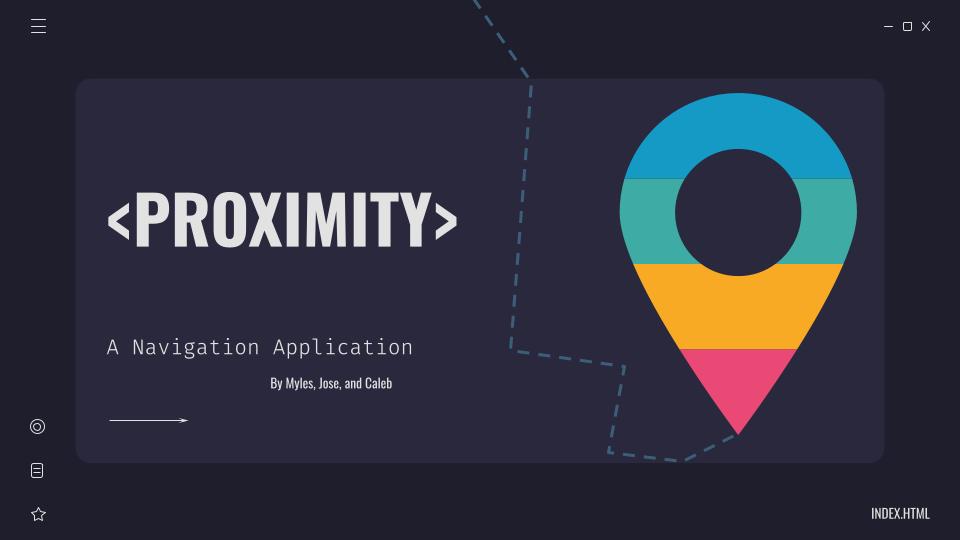 <PROXIMITY>
A Navigation Application
By Myles, Jose, and Caleb
INDEX.HTML